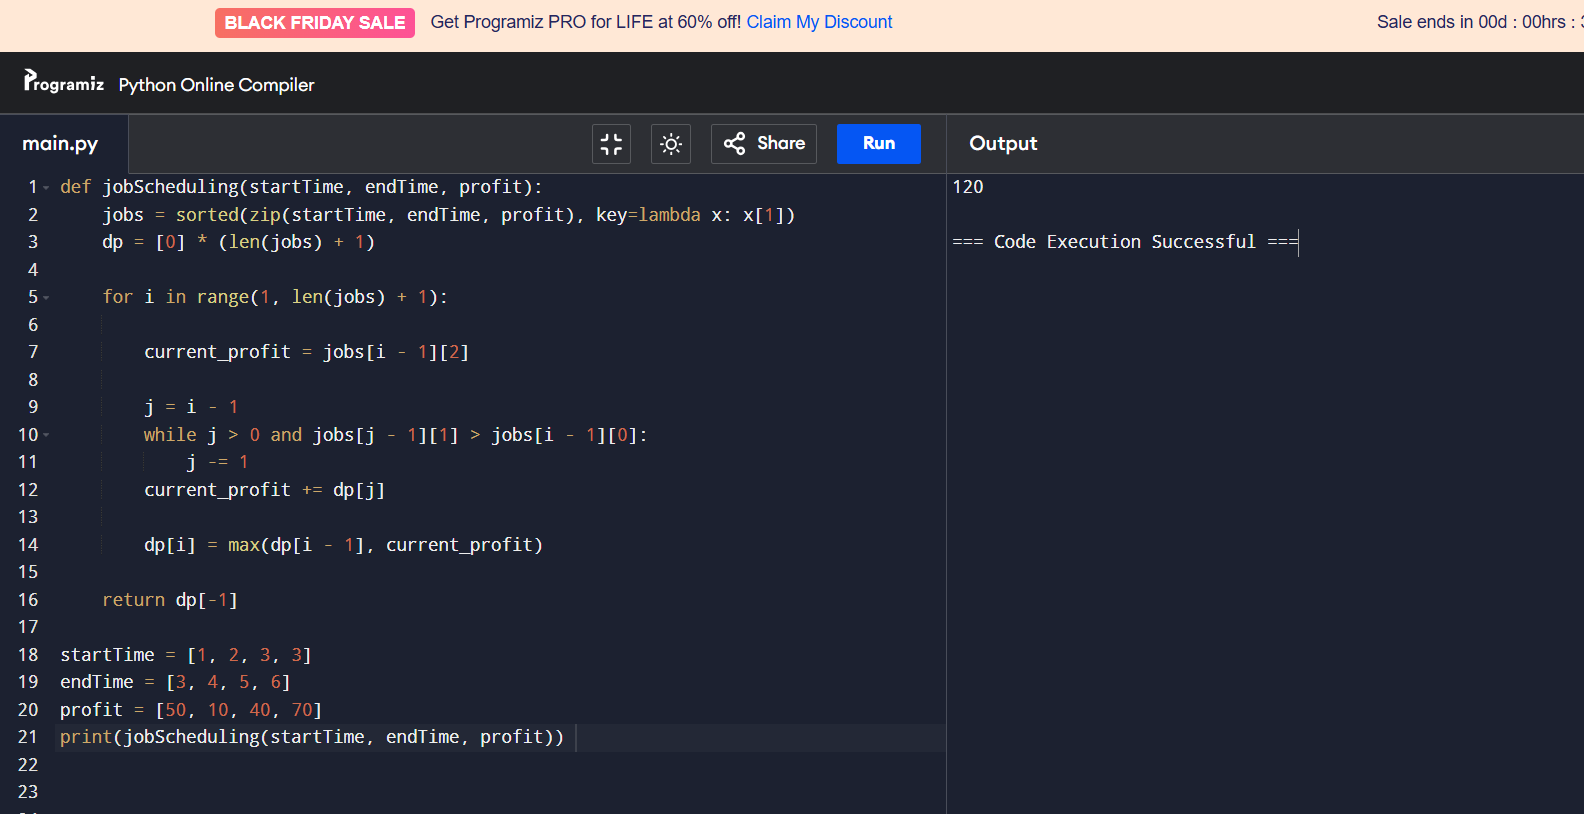 BLACK FRIDAY SALE Get Programiz PRO for LIFE at 60% off! Claim My Discount Sale ends in 00d : 00hrs :
Programiz Python Online Compiler
main.py Share Run Output
1 def jobScheduling(startTime, endTime, profit):
2     jobs = sorted(zip(startTime, endTime, profit), key=lambda x: x[1])
3     dp = [0] * (len(jobs) + 1)
4
5     for i in range(1, len(jobs) + 1):
6
7         current_profit = jobs[i - 1][2]
8
9         j = i - 1
10         while j > 0 and jobs[j - 1][1] > jobs[i - 1][0]:
11             j -= 1
12         current_profit += dp[j]
13
14         dp[i] = max(dp[i - 1], current_profit)
15
16     return dp[-1]
17
18 startTime = [1, 2, 3, 3]
19 endTime = [3, 4, 5, 6]
20 profit = [50, 10, 40, 70]
21 print(jobScheduling(startTime, endTime, profit))
22
23
120
=== Code Execution Successful ===